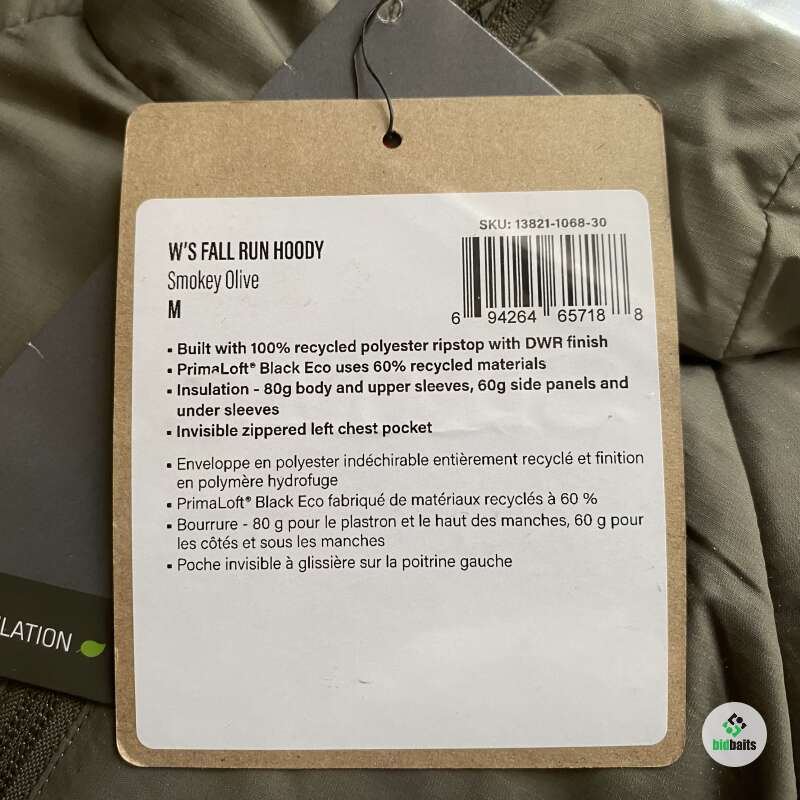 SKU: 13821-1068-30
W'S FALL RUN HOODY
Smokey Olive
M
6 94264 65718 8
▪ Built with 100% recycled polyester ripstop with DWR finish
▪ PrimaLoft® Black Eco uses 60% recycled materials
▪ Insulation - 80g body and upper sleeves, 60g side panels and
under sleeves
▪ Invisible zippered left chest pocket
▪ Enveloppe en polyester indéchirable entièrement recyclé et finition
en polymère hydrofuge
▪ PrimaLoft® Black Eco fabriqué de matériaux recyclés à 60 %
▪ Bourrure - 80 g pour le plastron et le haut des manches, 60 g pour
les côtés et sous les manches
▪ Poche invisible à glissière sur la poitrine gauche
LATION
bidbaits